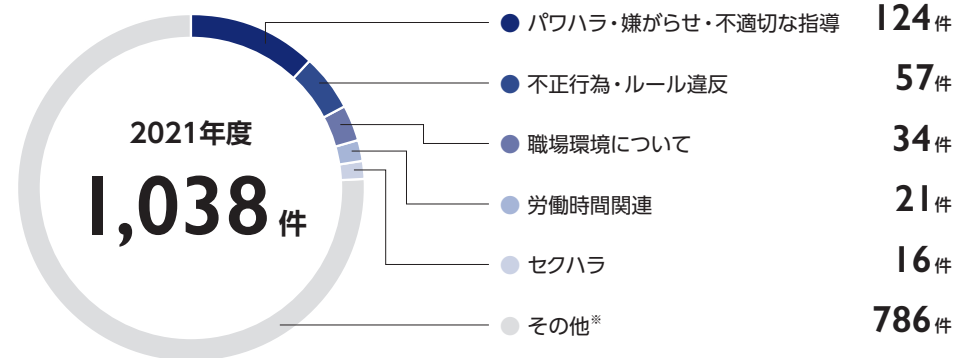 2021年度
1,038件
パワハラ・嫌がらせ・不適切な指導 124件
不正行為・ルール違反 57件
職場環境について 34件
労働時間関連 21件
セクハラ 16件
その他※ 786件